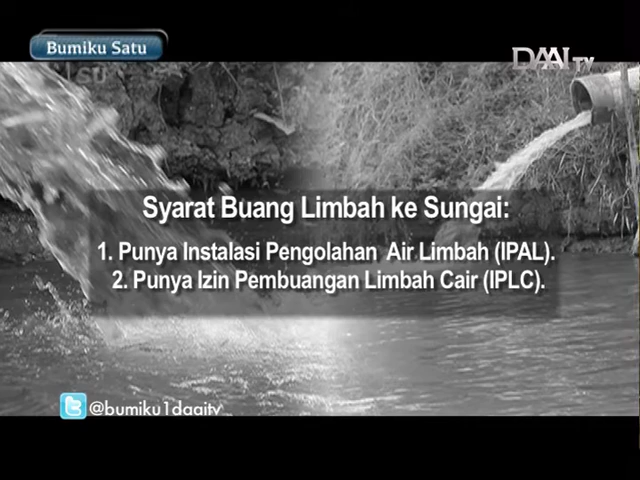 Bumiku Satu
DAAI TV
Syarat Buang Limbah ke Sungai:
1. Punya Instalasi Pengolahan Air Limbah (IPAL).
2. Punya Izin Pembuangan Limbah Cair (IPLC).
@bumiku1daaitv